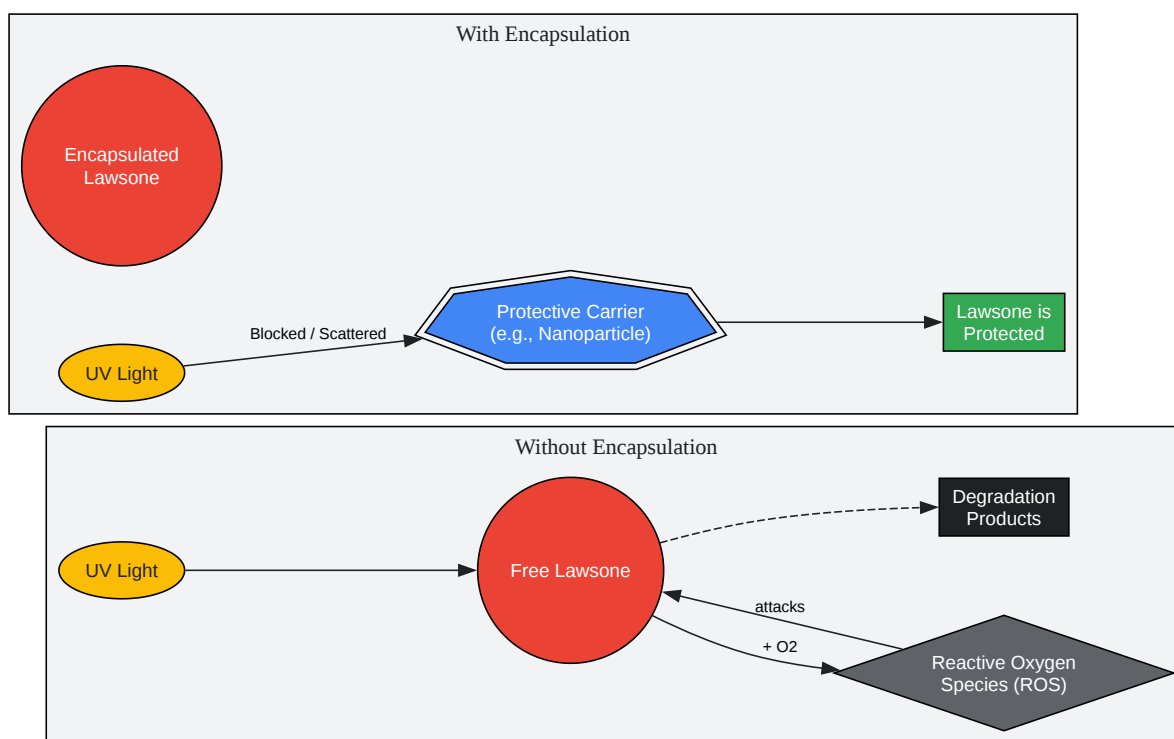 With Encapsulation
Encapsulated
Lawsone
Protective Carrier
(e.g., Nanoparticle)
Lawsone is
Protected
Blocked / Scattered
UV Light
Without Encapsulation
Degradation
Products
UV Light
Free Lawsone
attacks
+ O2
Reactive Oxygen
Species (ROS)